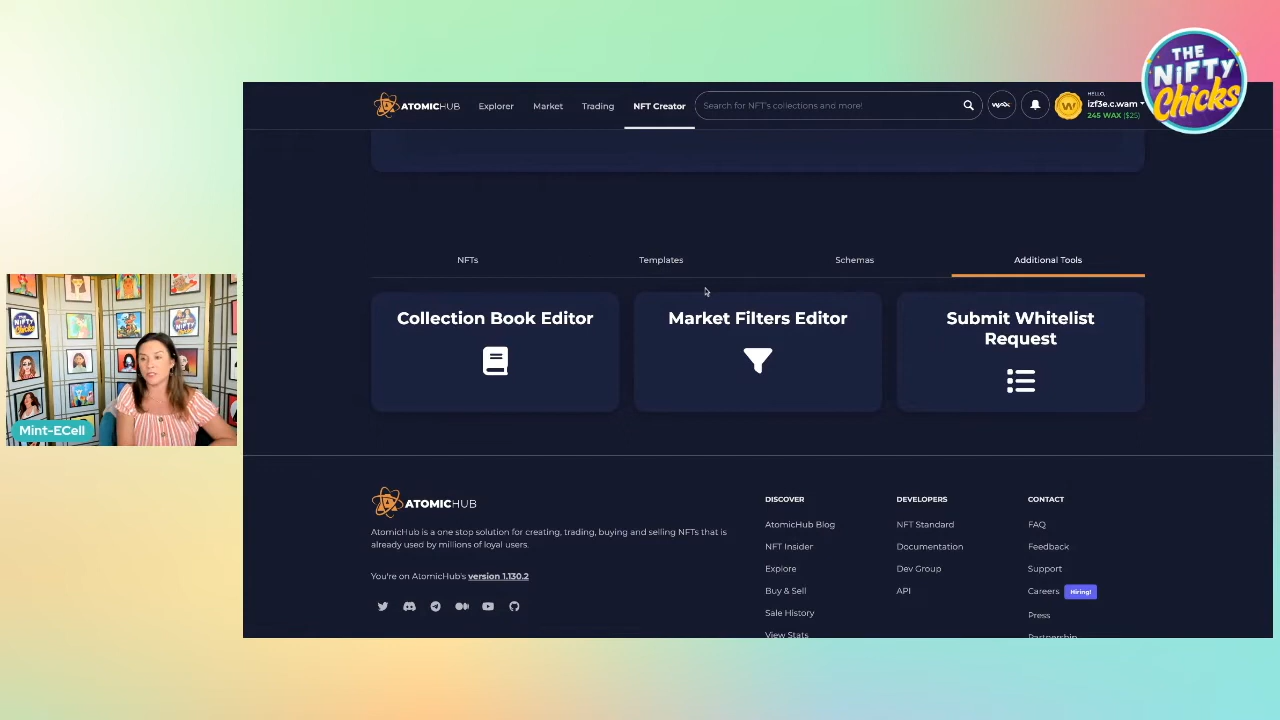 THE
NiFTY
CHiCKS
ATOMICHUB
Explorer
Market
Trading
NFT Creator
Search for NFT's collections and more!
WAX
HELLO,
izf3e.c.wam
245 WAX ($25)
NFTs
Templates
Schemas
Additional Tools
Collection Book Editor
Market Filters Editor
Submit Whitelist
Request
Mint-ECell
ATOMICHUB
AtomicHub is a one stop solution for creating, trading, buying and selling NFTs that is
already used by millions of loyal users.
You're on AtomicHub's version 1.130.2
DISCOVER
AtomicHub Blog
NFT Insider
Explore
Buy & Sell
Sale History
View Stats
DEVELOPERS
NFT Standard
Documentation
Dev Group
API
CONTACT
FAQ
Feedback
Support
Careers Hiring!
Press
Partnership